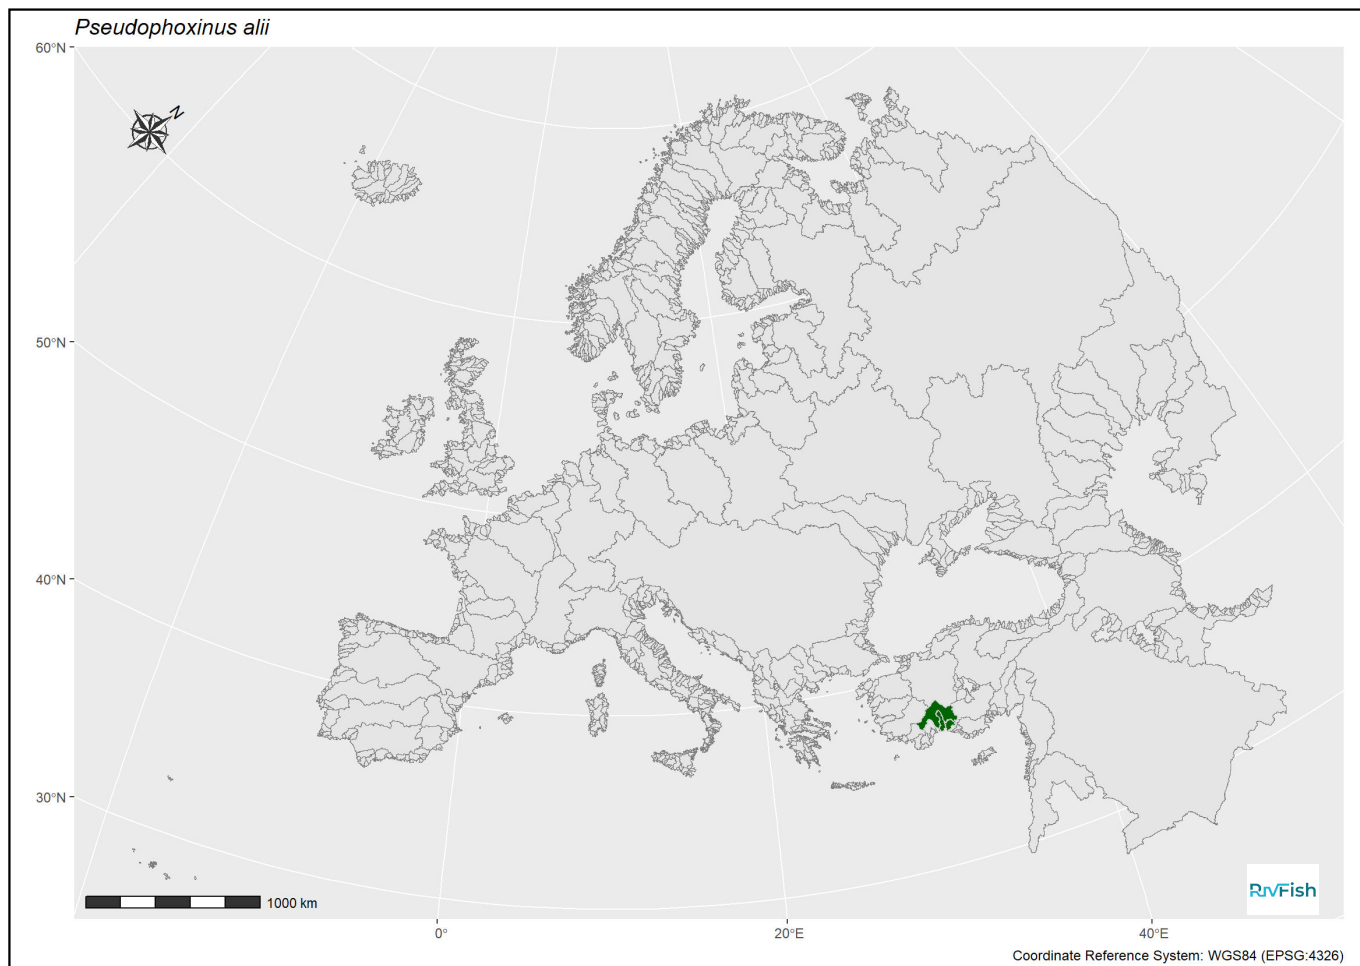 Pseudophoxinus alii
60°N
N
50°N
40°N
30°N
1000 km
RIVFish
0°
20°E
40°E
Coordinate Reference System: WGS84 (EPSG:4326)